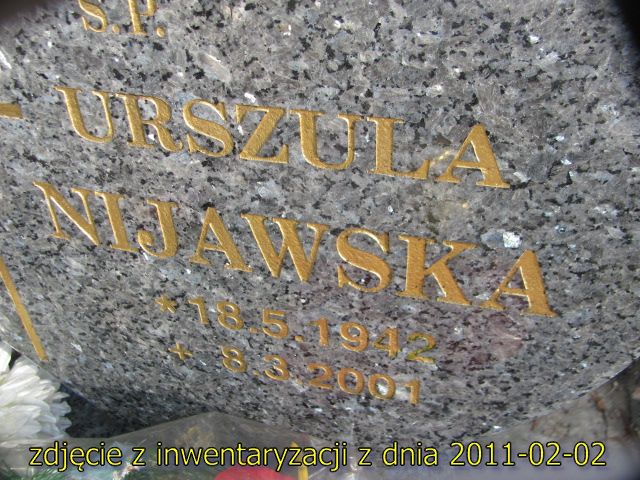 Ś.P.
URSZULA
NIJAWSKA
* 18.5.1942
+ 8.3.2001
zdjęcie z inwentaryzacji z dnia 2011-02-02